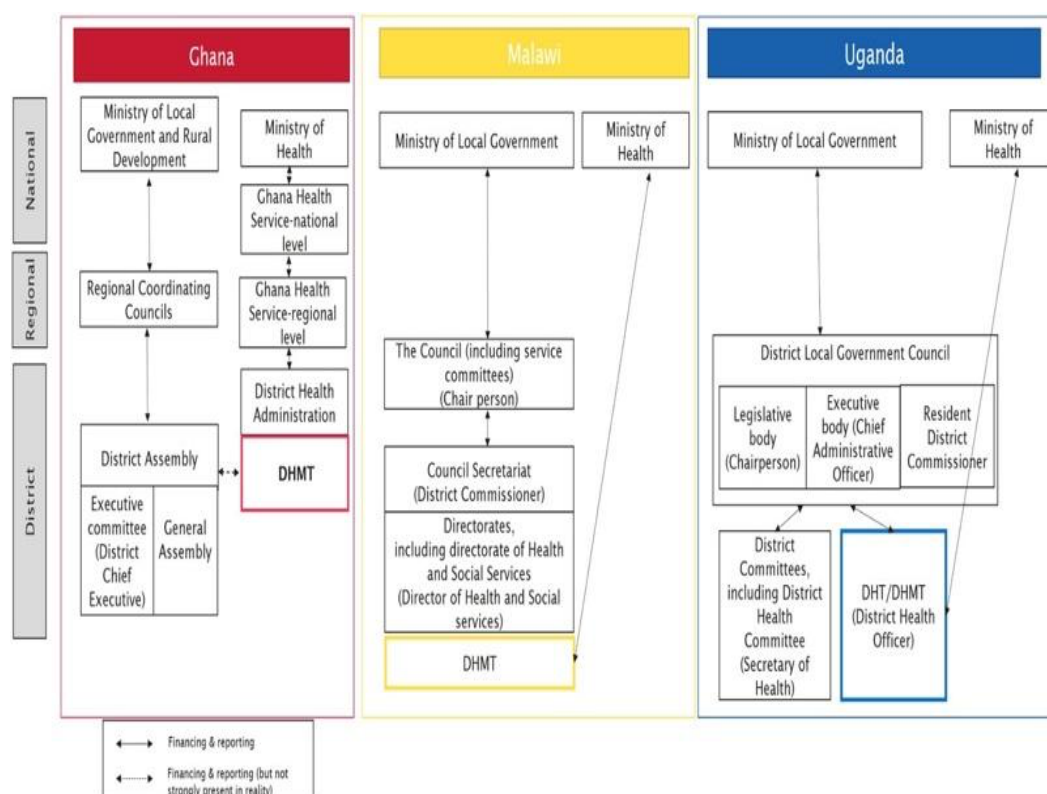 Ghana
Malawi
Uganda
National
Regional
District
Ministry of Local
Government and Rural
Development
Ministry of
Health
Ghana Health
Service-national
level
Regional Coordinating
Councils
Ghana Health
Service-regional
level
District Health
Administration
DHMT
District Assembly
Executive
committee
(District
Chief
Executive)
General
Assembly
Ministry of Local Government
Ministry of
Health
The Council (including service
committees)
(Chair person)
Council Secretariat
(District Commissioner)
Directorates,
including directorate of Health
and Social Services
(Director of Health and Social
services)
DHMT
Ministry of Local Government
Ministry of
Health
District Local Government Council
Legislative
body
(Chairperson)
Executive
body (Chief
Administrative
Officer)
Resident
District
Commissioner
District
Committees,
including District
Health
Committee
(Secretary of
Health)
DHT/DHMT
(District Health
Officer)
Financing & reporting
Financing & reporting (but not
strongly present in reality)